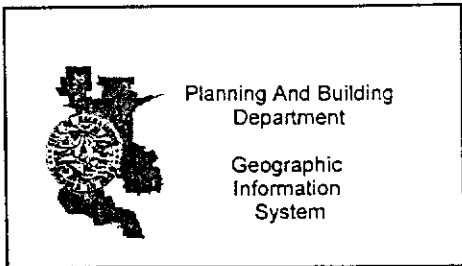 Planning And Building
Department
Geographic
Information
System